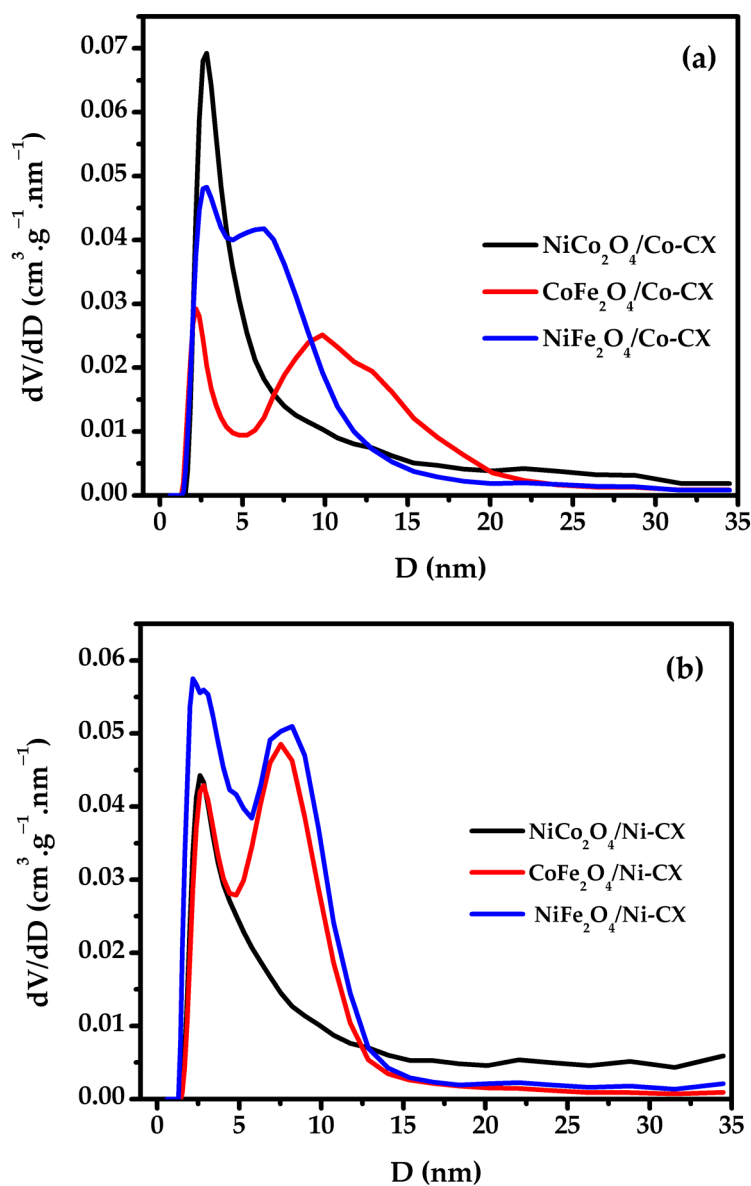 (a)
0.07
0.06
0.05
0.04
0.03
0.02
0.01
0.00
dV/dD (cm³.g⁻¹.nm⁻¹)
NiCo₂O₄/Co-CX
CoFe₂O₄/Co-CX
NiFe₂O₄/Co-CX
0 5 10 15 20 25 30 35
D (nm)
(b)
0.06
0.05
0.04
0.03
0.02
0.01
0.00
dV/dD (cm³.g⁻¹.nm⁻¹)
NiCo₂O₄/Ni-CX
CoFe₂O₄/Ni-CX
NiFe₂O₄/Ni-CX
0 5 10 15 20 25 30 35
D (nm)